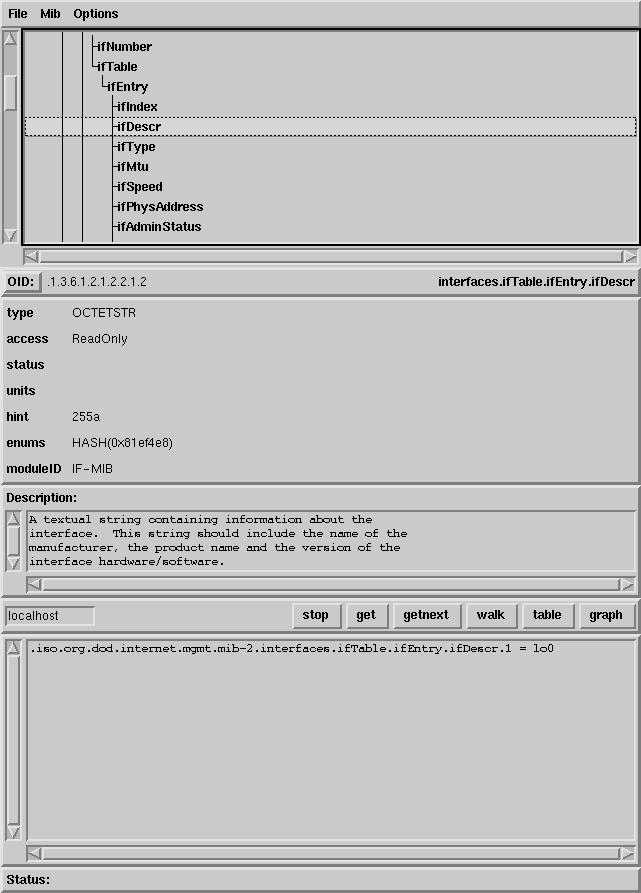 File Mib Options
ifNumber
ifTable
ifEntry
ifIndex
ifDescr
ifType
ifMtu
ifSpeed
ifPhysAddress
ifAdminStatus
OID: .1.3.6.1.2.1.2.2.1.2 interfaces.ifTable.ifEntry.ifDescr
type OCTETSTR
access ReadOnly
status
units
hint 255a
enums HASH(0x81ef4e8)
moduleID IF-MIB
Description:
A textual string containing information about the
interface.  This string should include the name of the
manufacturer, the product name and the version of the
interface hardware/software.
localhost stop get getnext walk table graph
.iso.org.dod.internet.mgmt.mib-2.interfaces.ifTable.ifEntry.ifDescr.1 = lo0
Status: